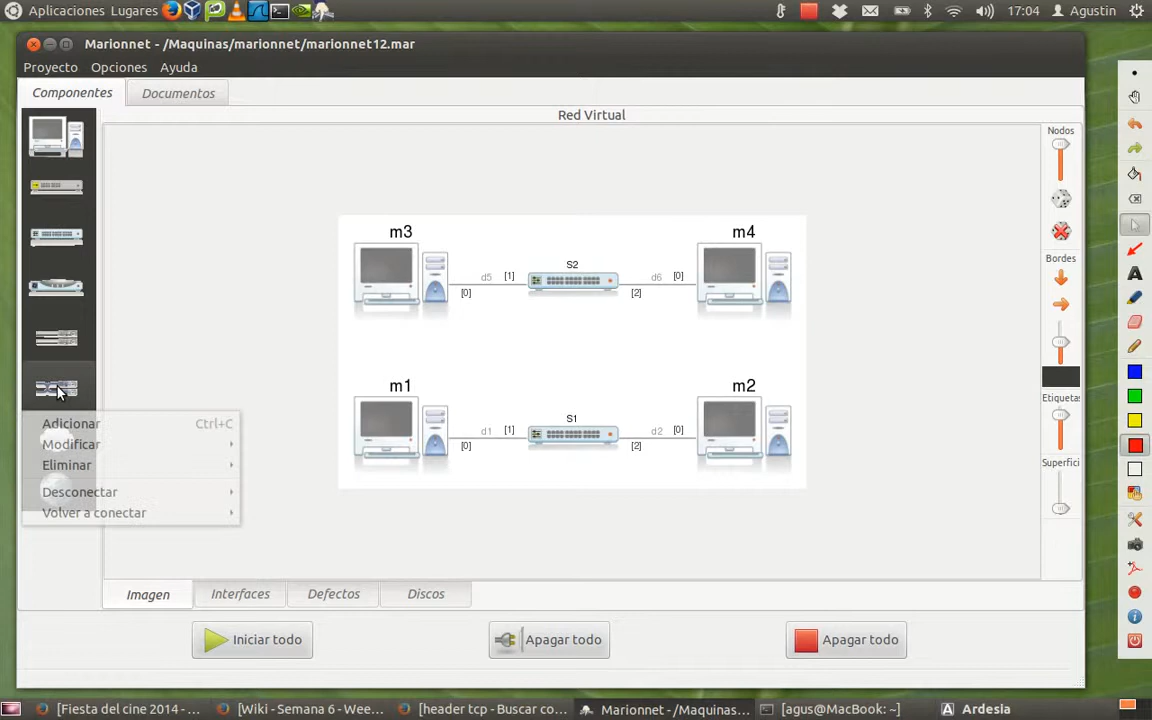 Aplicaciones Lugares 17:04 Agustin
Marionnet - /Maquinas/marionnet/marionnet12.mar
Proyecto Opciones Ayuda
Componentes Documentos
Red Virtual
Nodos
m3 m4
S2
d5 [1] d6 [0]
[0] [2]
Bordes
m1 m2
S1
d1 [1] d2 [0]
[0] [2]
Etiquetas
Superfici
Adicionar Ctrl+C
Modificar
Eliminar
Desconectar
Volver a conectar
Imagen Interfaces Defectos Discos
Iniciar todo Apagar todo Apagar todo
[Fiesta del cine 2014 - ... [Wiki - Semana 6 - Wee... [header tcp - Buscar co... Marionnet - /Maquinas... [agus@MacBook: ~] Ardesia